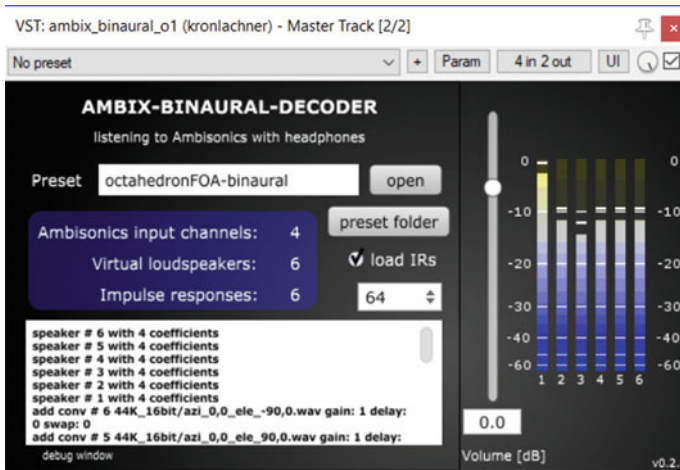 VST: ambix_binaural_o1 (kronlachner) - Master Track [2/2]
No preset + Param 4 in 2 out UI
AMBIX-BINAURAL-DECODER
listening to Ambisonics with headphones
Preset octahedronFOA-binaural open
preset folder
Ambisonics input channels: 4
Virtual loudspeakers: 6
Impulse responses: 6
load IRs
64
speaker # 6 with 4 coefficients
speaker # 5 with 4 coefficients
speaker # 4 with 4 coefficients
speaker # 3 with 4 coefficients
speaker # 2 with 4 coefficients
speaker # 1 with 4 coefficients
add conv # 6 44K_16bit/azi_0,0_ele_-90,0.wav gain: 1 delay:
0 swap: 0
add conv # 5 44K_16bit/azi_0,0_ele_90,0.wav gain: 1 delay:
debug window
0 0
-10 -10
-20 -20
-30 -30
-40 -40
-60 -60
1 2 3 4 5 6
0.0
Volume [dB]
v0.2.